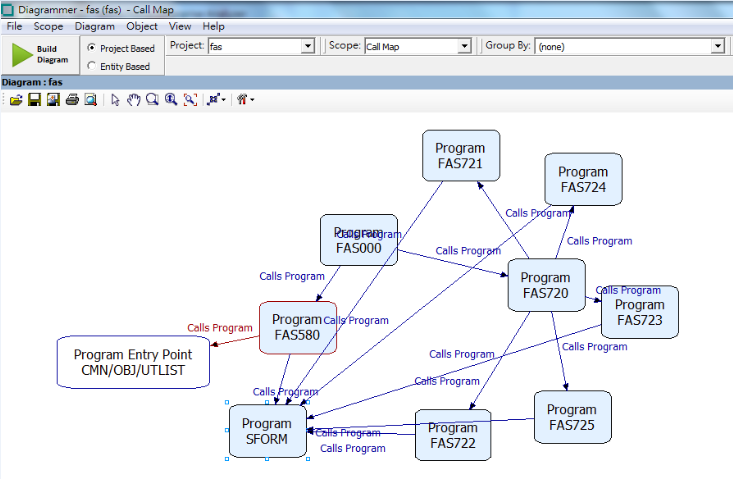 Diagrammer - fas (fas) - Call Map
File Scope Diagram Object View Help
Build
Diagram
Project Based
Entity Based
Project: fas
Scope: Call Map
Group By: (none)
Diagram : fas
Program
FAS721
Program
FAS724
Calls Program
Program
FAS000
Calls Program
Calls Program
Calls Program
Calls Program
Program
FAS720
Calls Program
Calls Program
Program
FAS723
Program
FAS580
Calls Program
Calls Program
Program Entry Point
CMN/OBJ/UTLIST
Calls Program
Calls Program
Calls Program
Calls Program
Program
SFORM
Calls Program
Calls Program
Program
FAS722
Program
FAS725